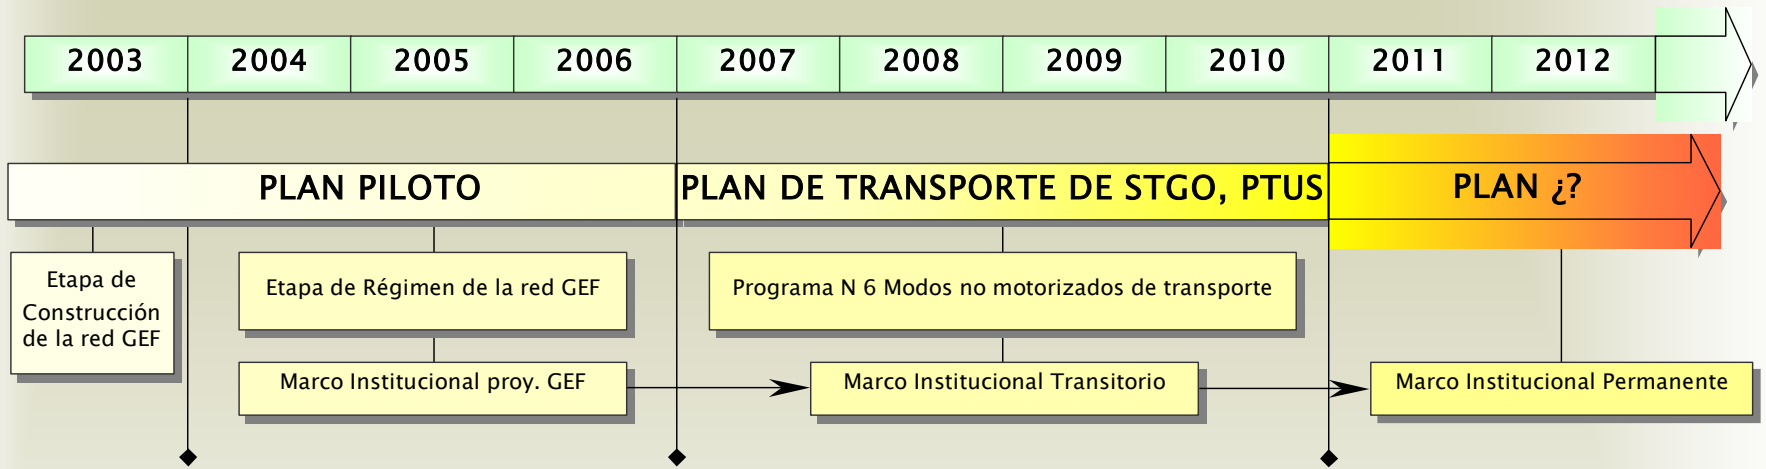 2003 2004 2005 2006 2007 2008 2009 2010 2011 2012
PLAN PILOTO
PLAN DE TRANSPORTE DE STGO, PTUS
PLAN ¿?
Etapa de
Construcción
de la red GEF
Etapa de Régimen de la red GEF
Programa N 6 Modos no motorizados de transporte
Marco Institucional proy. GEF
Marco Institucional Transitorio
Marco Institucional Permanente